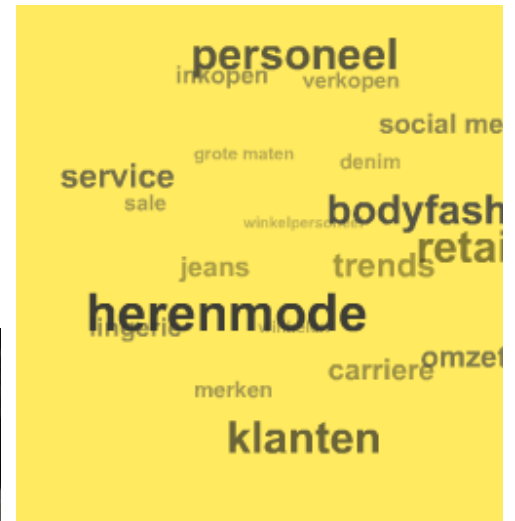 personeel
inkopen
verkopen
social me
grote maten
denim
service
sale
bodyfash
winkelpersoneel
retai
jeans
trends
herenmode
lingerie
omzet
carriere
merken
klanten